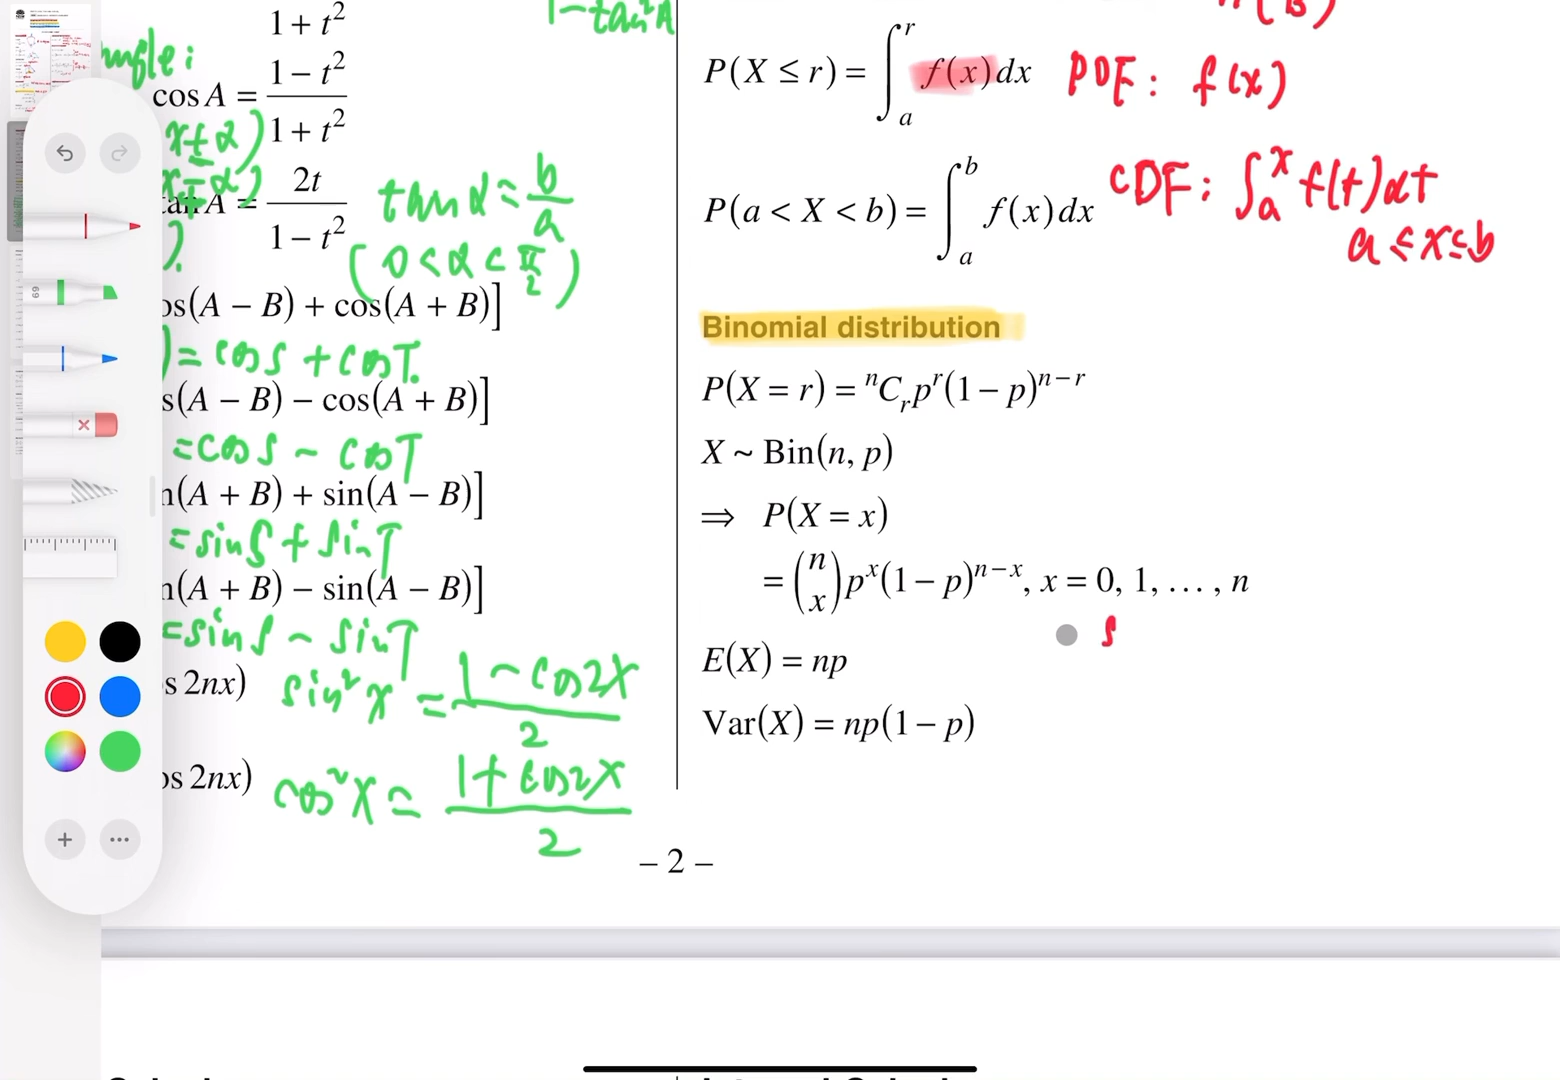 1 + t²
1 − tan²A
angle:
cos A = (1 − t²)/(1 + t²)
x ± α)
x ∓ α)
tan A = 2t/(1 − t²)
tan α = b/a
(0 < α < π/2)
os(A − B) + cos(A + B)]
) = cos S + cos T.
s(A − B) − cos(A + B)]
= cos S − cos T
n(A + B) + sin(A − B)]
= sin S + sin T
n(A + B) − sin(A − B)]
= sin S − sin T
s 2nx)
sin²x = (1 − cos2x)/2
os 2nx)
cos²x = (1 + cos2x)/2
P(X ≤ r) = ∫ₐʳ f(x)dx
PDF: f(x)
P(a < X < b) = ∫ₐᵇ f(x)dx
CDF: ∫ₐˣ f(t)dt
a ≤ x ≤ b
Binomial distribution
P(X = r) = ⁿCᵣpʳ(1 − p)ⁿ⁻ʳ
X ~ Bin(n, p)
⇒ P(X = x)
= (n x)pˣ(1 − p)ⁿ⁻ˣ, x = 0, 1, … , n
E(X) = np
Var(X) = np(1 − p)
– 2 –
69